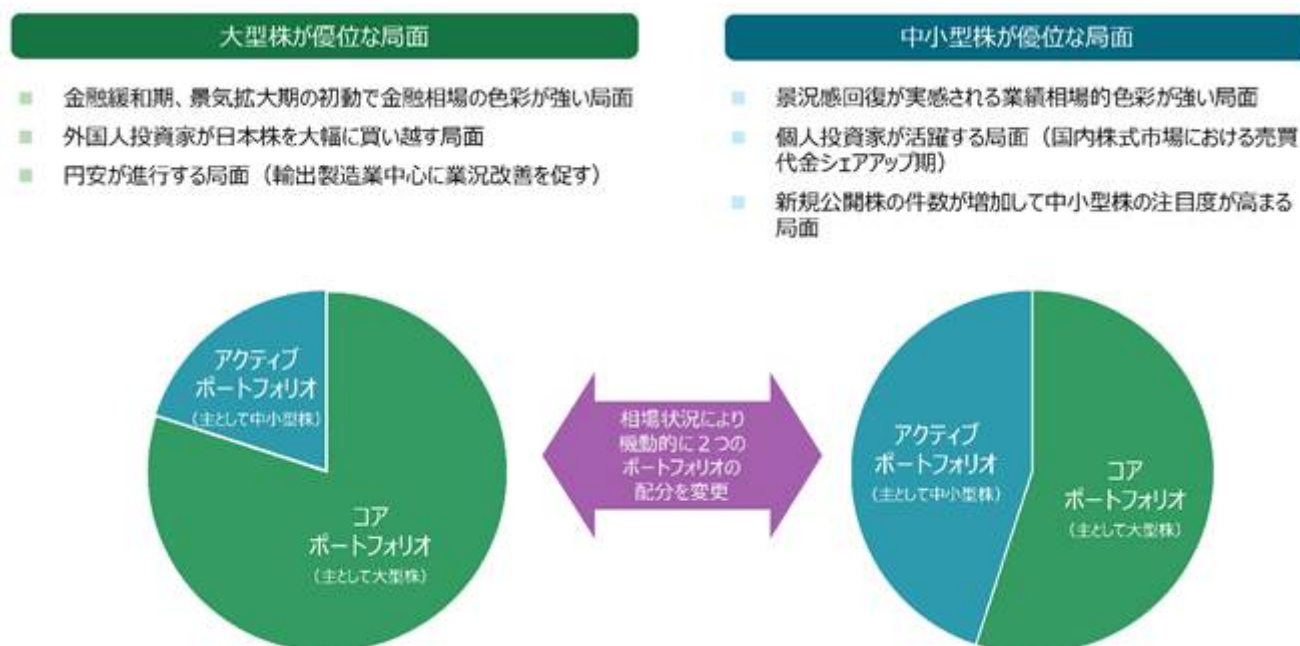 大型株が優位な局面
金融緩和期、景気拡大期の初動で金融相場の色彩が強い局面
外国人投資家が日本株を大幅に買い越す局面
円安が進行する局面（輸出製造業中心に業況改善を促す）
中小型株が優位な局面
景況感回復が実感される業績相場的色彩が強い局面
個人投資家が活躍する局面（国内株式市場における売買
代金シェアアップ期）
新規公開株の件数が増加して中小型株の注目度が高まる
局面
アクティブ
ポートフォリオ
（主として中小型株）
コア
ポートフォリオ
（主として大型株）
相場状況により
機動的に２つの
ポートフォリオの
配分を変更
アクティブ
ポートフォリオ
（主として中小型株）
コア
ポートフォリオ
（主として大型株）